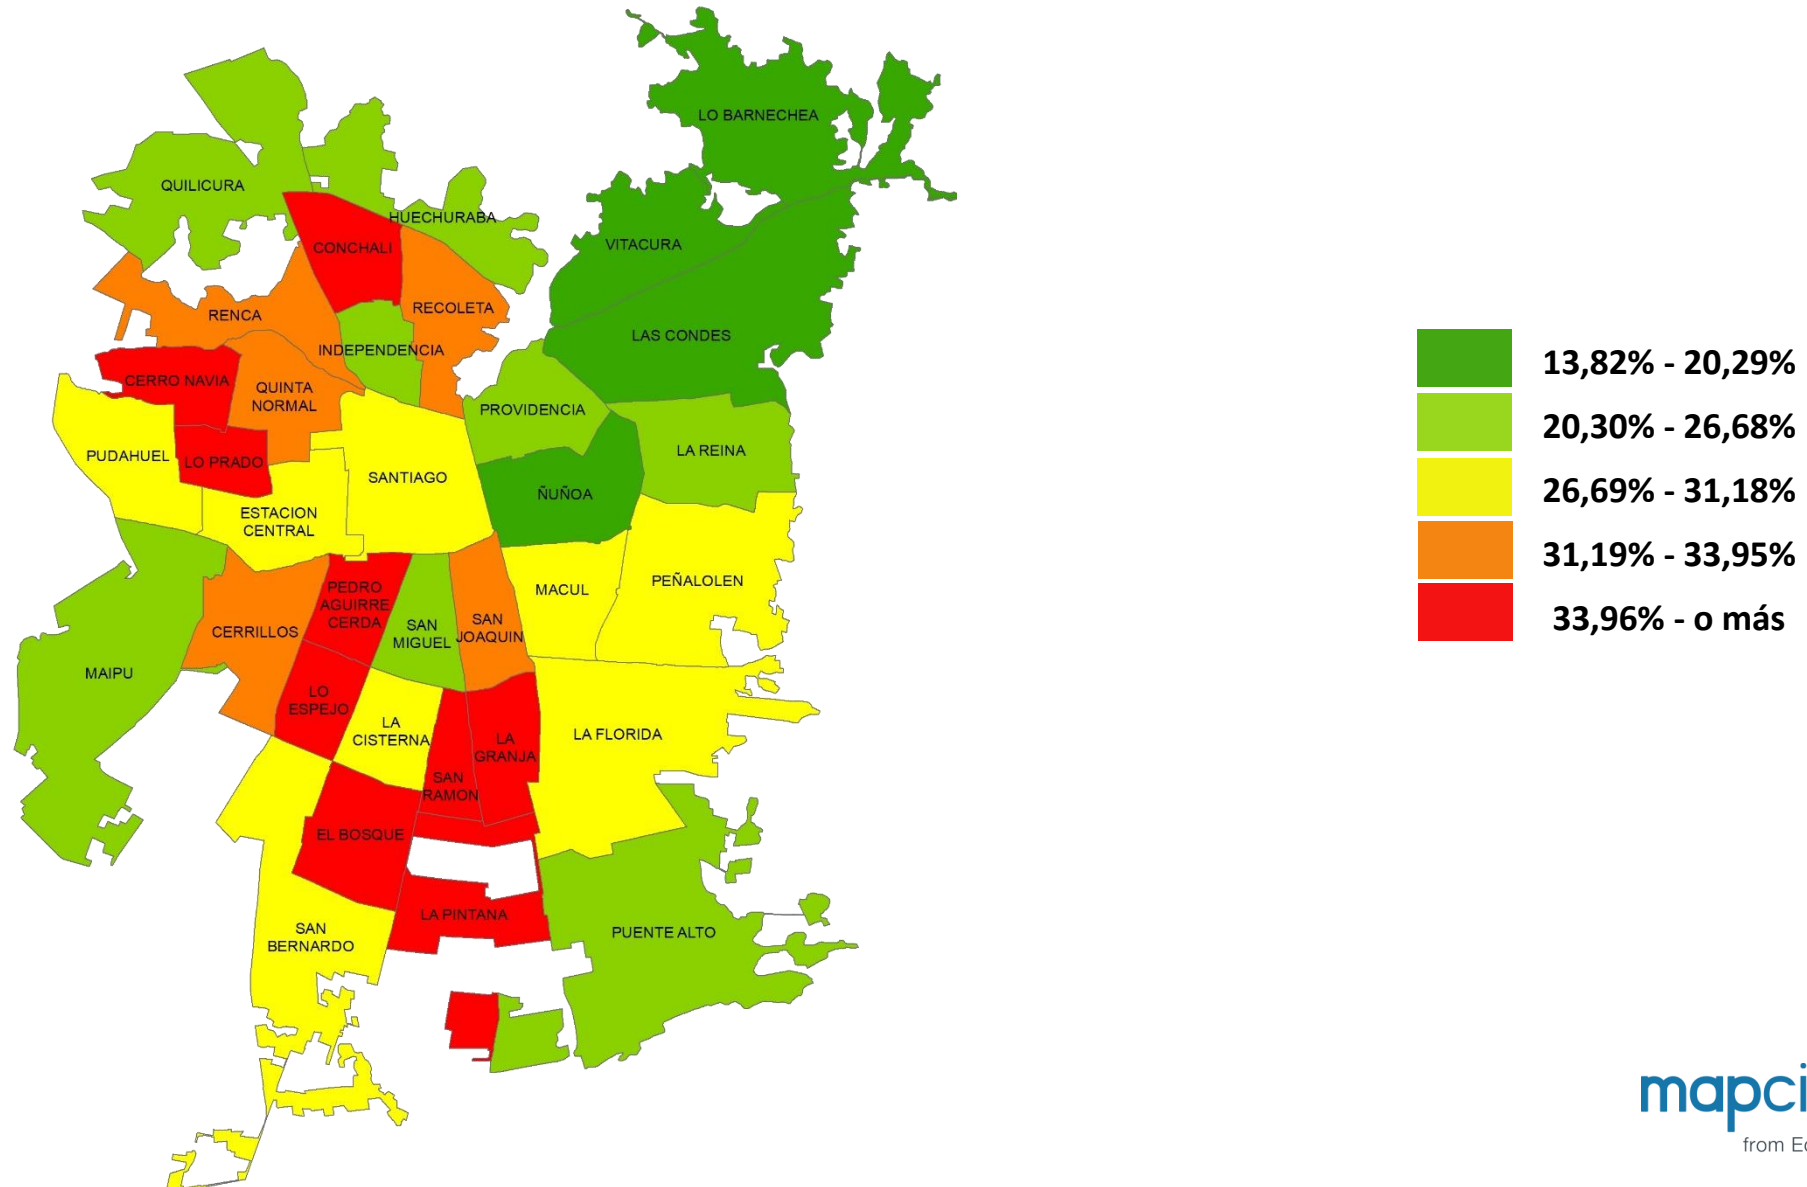 LO BARNECHEA
QUILICURA
HUECHURABA
VITACURA
CONCHALI
RECOLETA
RENCA
LAS CONDES
INDEPENDENCIA
CERRO NAVIA
QUINTA
NORMAL
PROVIDENCIA
LA REINA
PUDAHUEL
LO PRADO
SANTIAGO
ÑUÑOA
ESTACION
CENTRAL
PEÑALOLEN
MACUL
PEDRO
AGUIRRE
CERDA
SAN
MIGUEL
SAN
JOAQUIN
CERRILLOS
MAIPU
LO
ESPEJO
LA
CISTERNA
LA
GRANJA
LA FLORIDA
SAN
RAMON
EL BOSQUE
LA PINTANA
PUENTE ALTO
SAN
BERNARDO
13,82% - 20,29%
20,30% - 26,68%
26,69% - 31,18%
31,19% - 33,95%
33,96% - o más
mapci
from